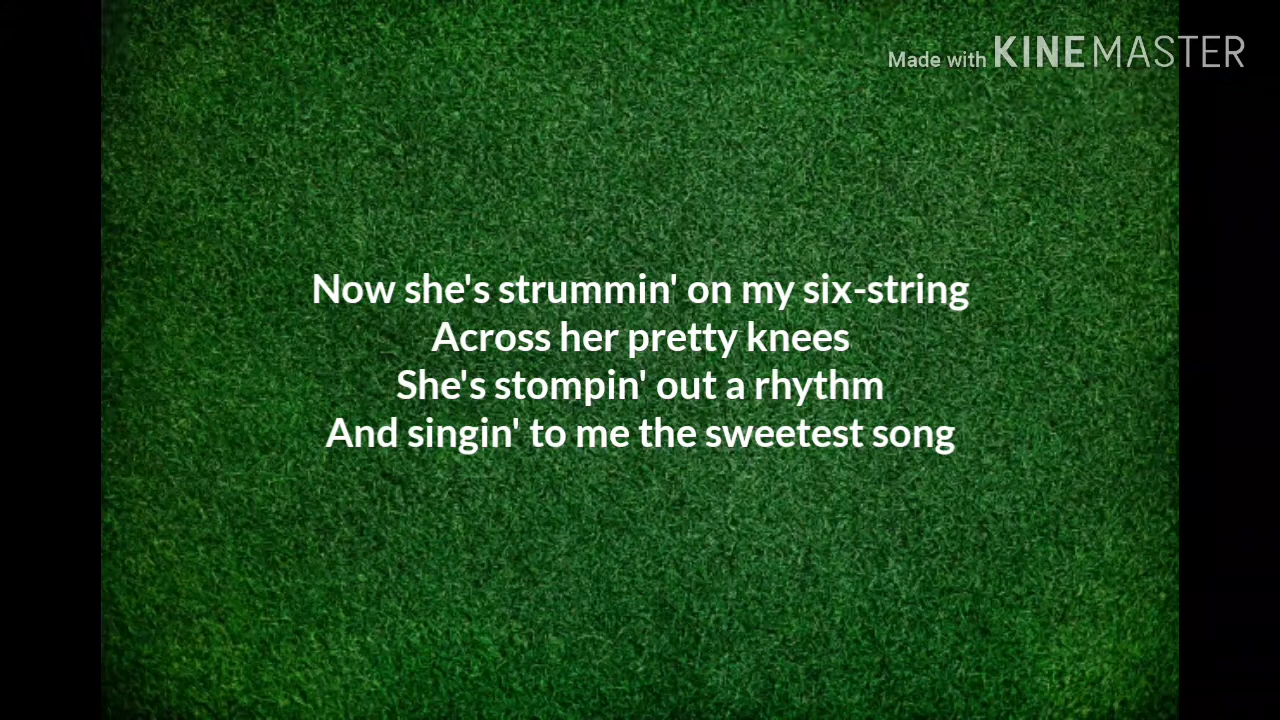 Made with KINEMASTER
Now she's strummin' on my six-string
Across her pretty knees
She's stompin' out a rhythm
And singin' to me the sweetest song